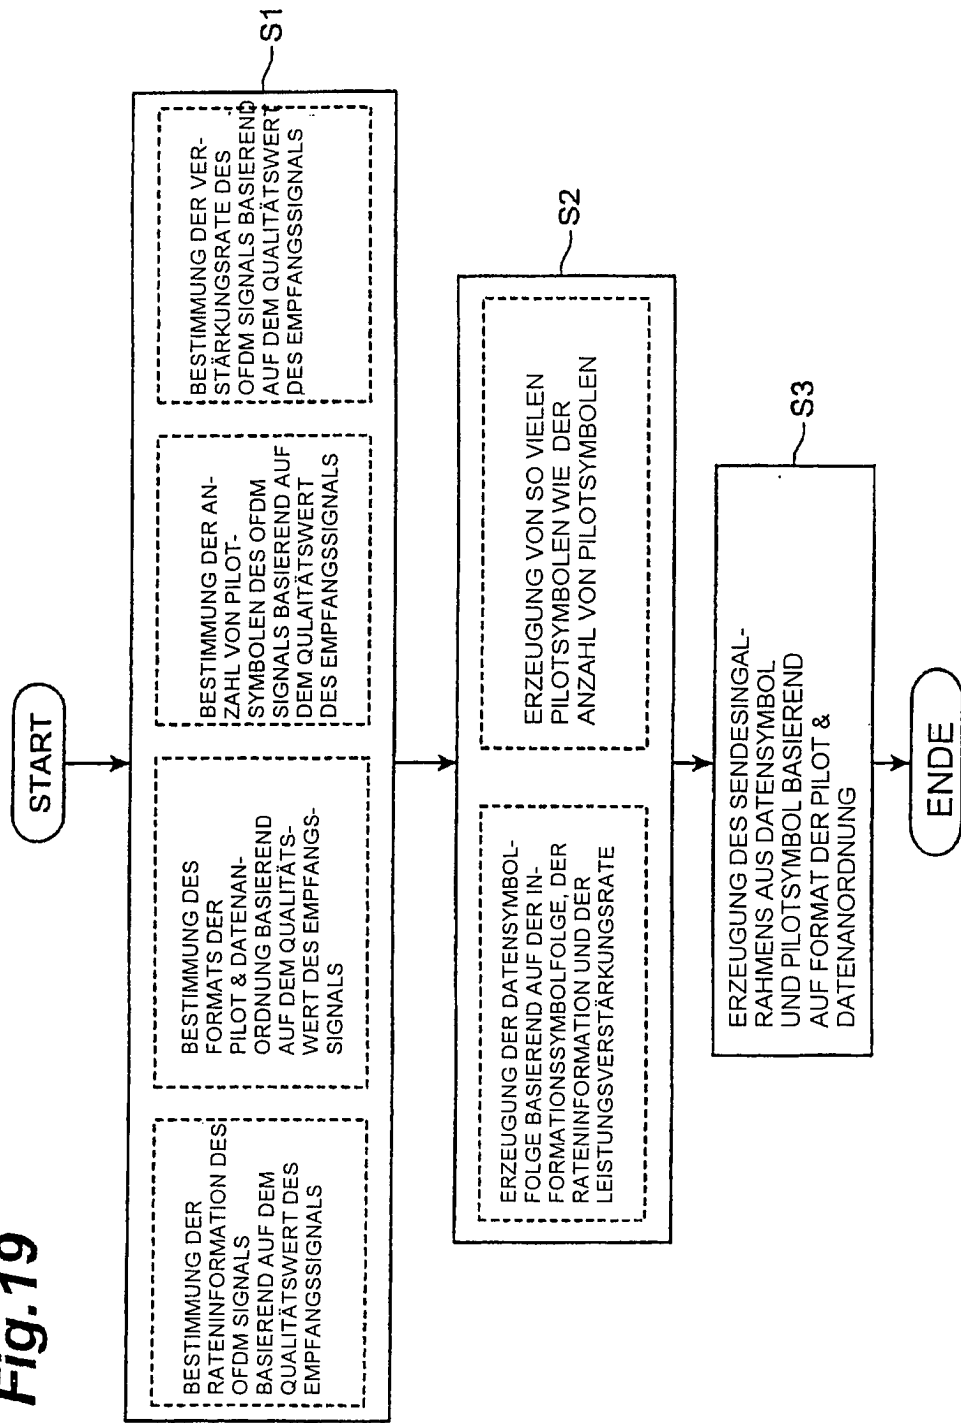 Fig.19
START
BESTIMMUNG DER
RATENINFORMATION DES
OFDM SIGNALS
BASIEREND AUF DEM
QUALITÄTSWERT DES
EMPFANGSSIGNALS
BESTIMMUNG DES
FORMATS DER
PILOT & DATENAN-
ORDNUNG BASIEREND
AUF DEM QUALITÄTS-
WERT DES EMPFANGS-
SIGNALS
BESTIMMUNG DER AN-
ZAHL VON PILOT-
SYMBOLEN DES OFDM
SIGNALS BASIEREND AUF
DEM QULAITÄTSWERT
DES EMPFANGSSIGNALS
BESTIMMUNG DER VER-
STÄRKUNGSRATE DES
OFDM SIGNALS BASIEREND
AUF DEM QUALITÄTSWERT
DES EMPFANGSSIGNALS
S1
ERZEUGUNG DER DATENSYMBOL-
FOLGE BASIEREND AUF DER IN-
FORMATIONSSYMBOLFOLGE, DER
RATENINFORMATION UND DER
LEISTUNGSVERSTÄRKUNGSRATE
ERZEUGUNG VON SO VIELEN
PILOTSYMBOLEN WIE DER
ANZAHL VON PILOTSYMBOLEN
S2
ERZEUGUNG DES SENDESINGAL-
RAHMENS AUS DATENSYMBOL
UND PILOTSYMBOL BASIEREND
AUF FORMAT DER PILOT &
DATENANORDNUNG
S3
ENDE